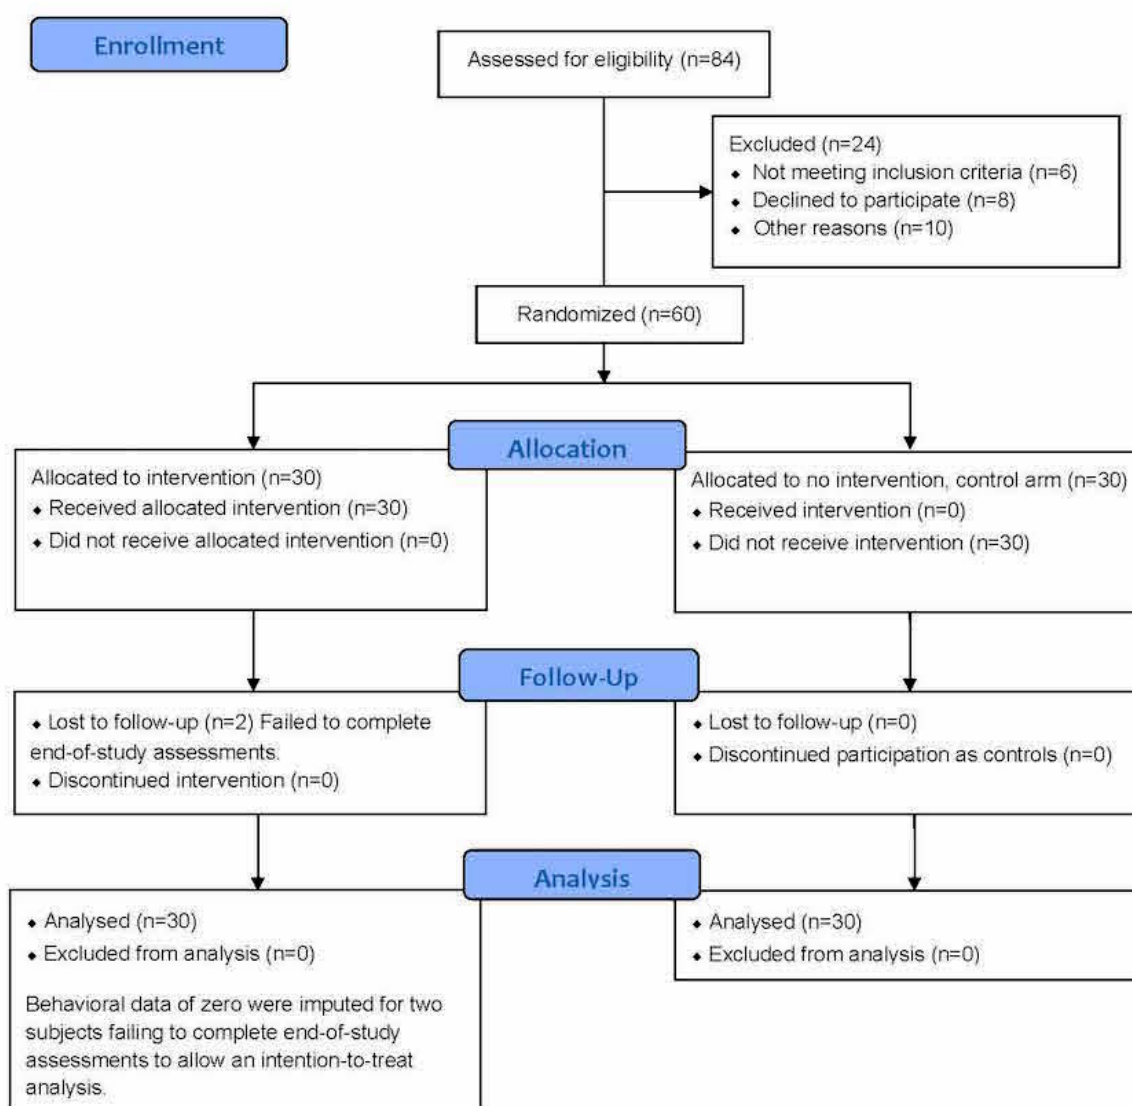 Enrollment
Assessed for eligibility (n=84)
Excluded (n=24)
⬥ Not meeting inclusion criteria (n=6)
⬥ Declined to participate (n=8)
⬥ Other reasons (n=10)
Randomized (n=60)
Allocation
Allocated to intervention (n=30)
⬥ Received allocated intervention (n=30)
⬥ Did not receive allocated intervention (n=0)
Allocated to no intervention, control arm (n=30)
⬥ Received intervention (n=0)
⬥ Did not receive intervention (n=30)
Follow-Up
⬥ Lost to follow-up (n=2) Failed to complete
end-of-study assessments.
⬥ Discontinued intervention (n=0)
⬥ Lost to follow-up (n=0)
⬥ Discontinued participation as controls (n=0)
Analysis
⬥ Analysed (n=30)
⬥ Excluded from analysis (n=0)
Behavioral data of zero were imputed for two
subjects failing to complete end-of-study
assessments to allow an intention-to-treat
analysis.
⬥ Analysed (n=30)
⬥ Excluded from analysis (n=0)